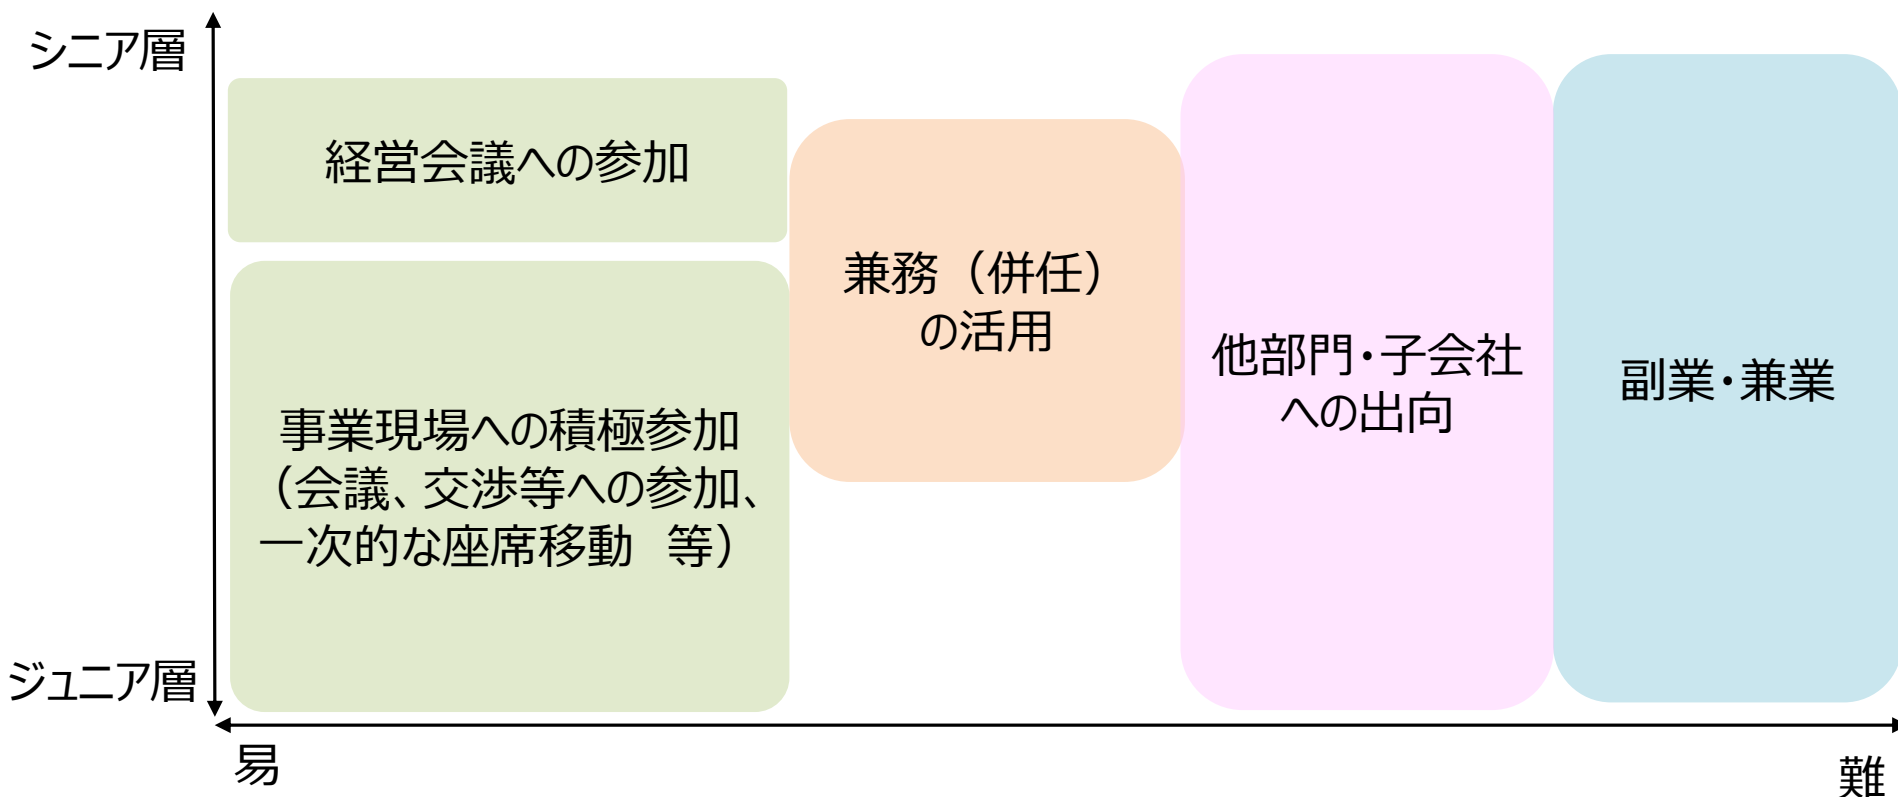 シニア層
経営会議への参加
兼務（併任）
の活用
他部門・子会社
への出向
副業・兼業
事業現場への積極参加
（会議、交渉等への参加、
一次的な座席移動　等）
ジュニア層
易
難